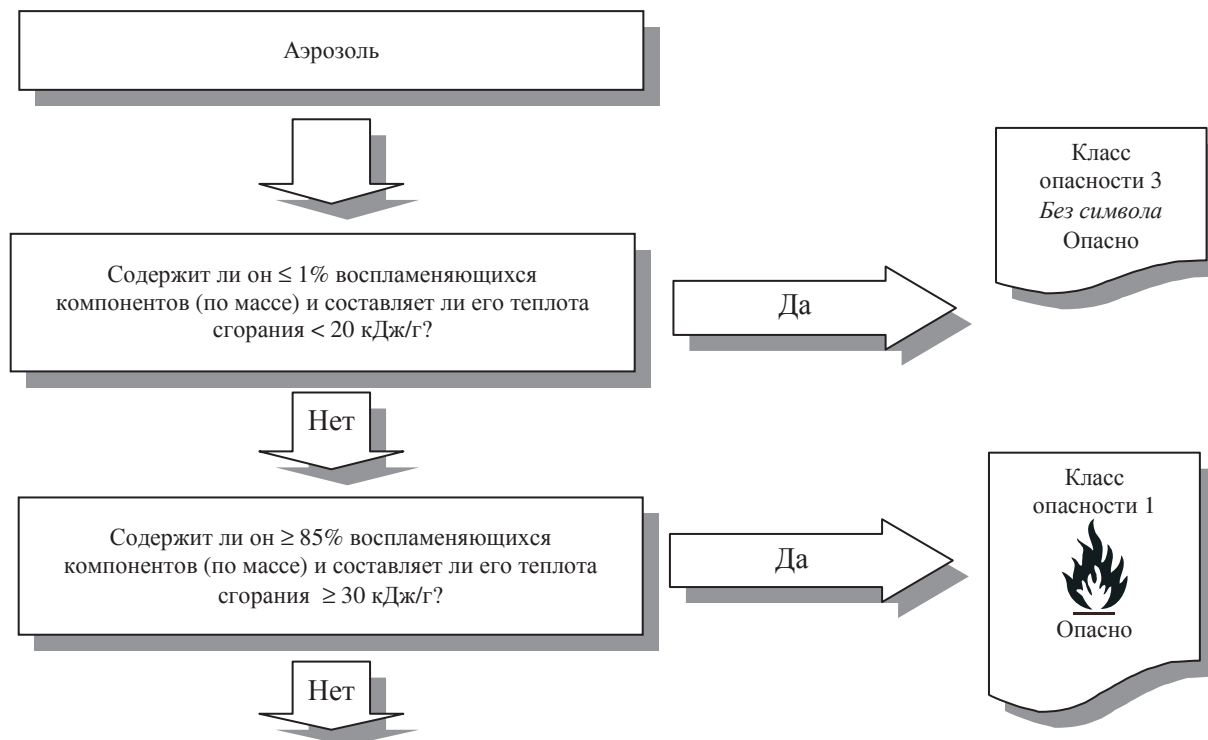 Аэрозоль
Класс
опасности 3
Без символа
Опасно
Содержит ли он ≤ 1% воспламеняющихся
компонентов (по массе) и составляет ли его теплота
сгорания < 20 кДж/г?
Да
Нет
Класс
опасности 1
Опасно
Содержит ли он ≥ 85% воспламеняющихся
компонентов (по массе) и составляет ли его теплота
сгорания ≥ 30 кДж/г?
Да
Нет